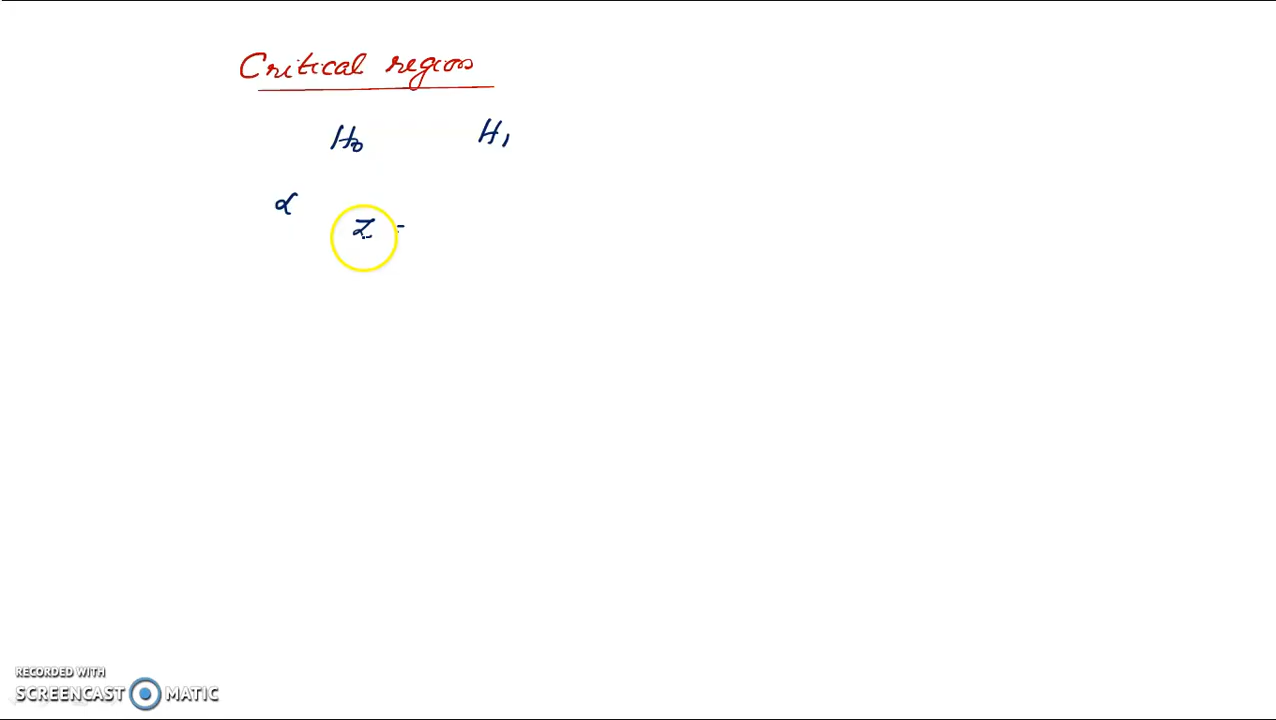 Critical region
H₀ H₁
α
Z -
RECORDED WITH
SCREENCAST MATIC